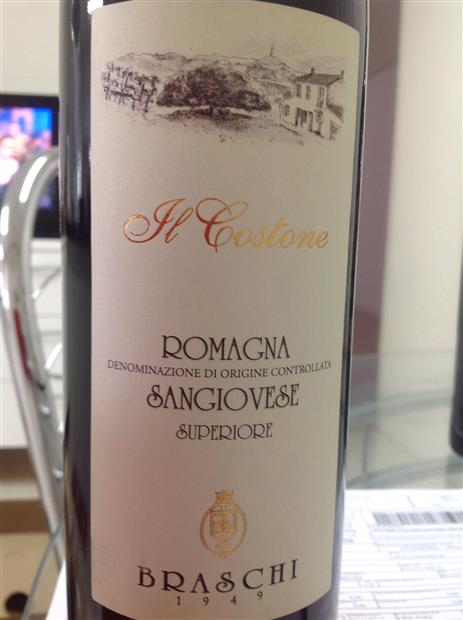 Il Costone
ROMAGNA
DENOMINAZIONE DI ORIGINE CONTROLLATA
SANGIOVESE
SUPERIORE
BRASCHI
1949